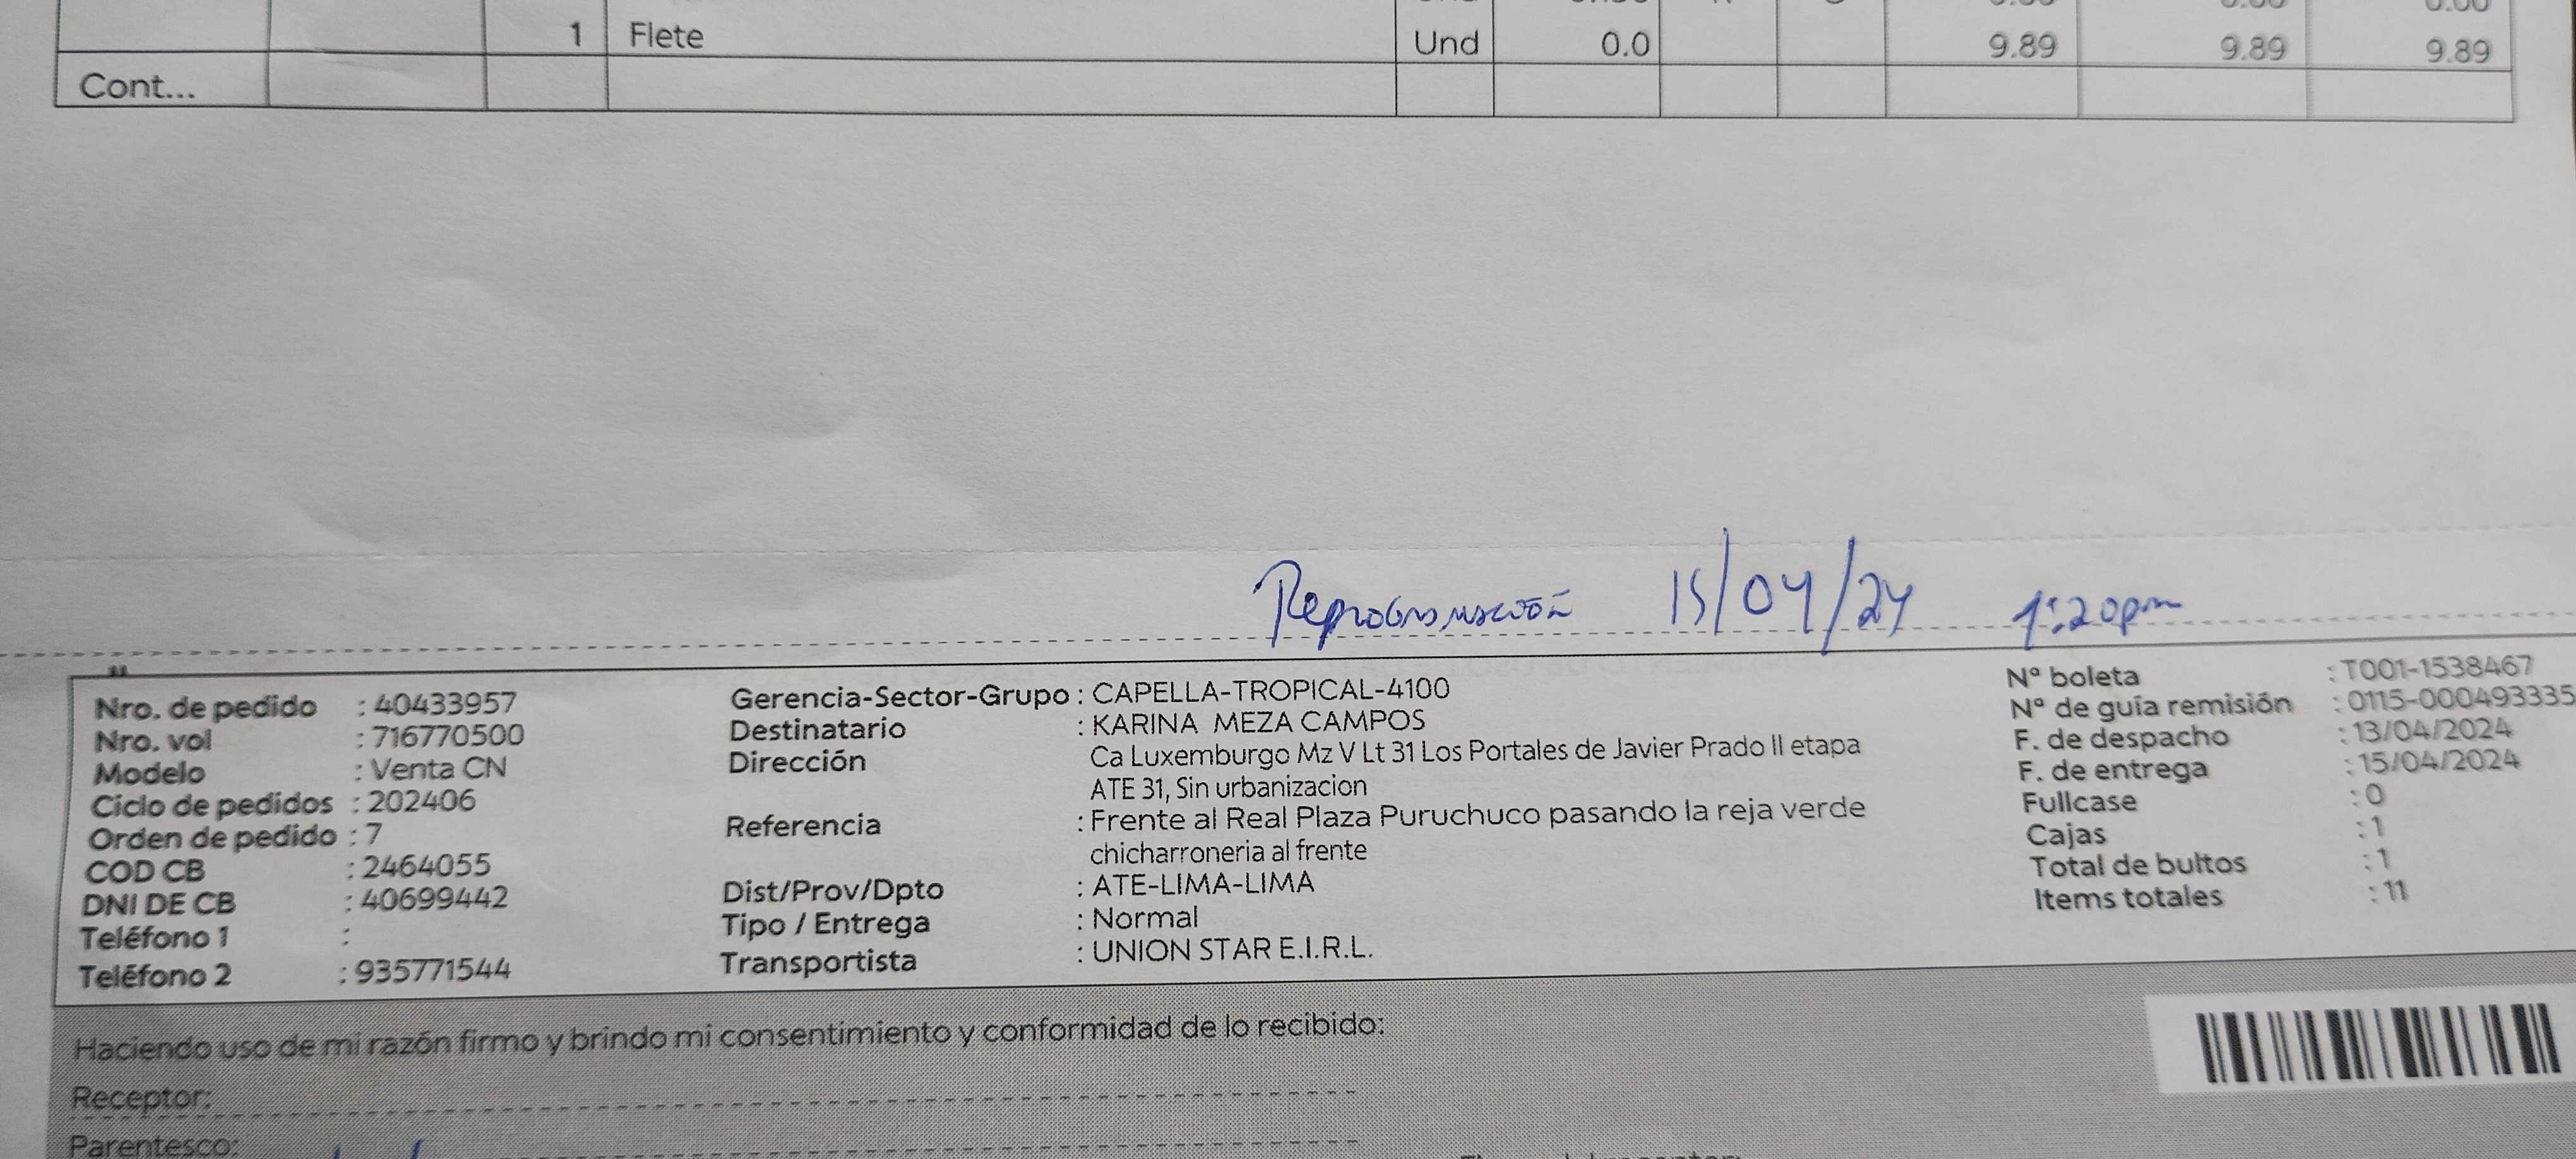 1 Flete Und 0.0 9.89 9.89 9.89
Cont...
Reprogramación 15/04/24 1:20pm
Nro. de pedido : 40433957
Nro. vol : 716770500
Modelo : Venta CN
Ciclo de pedidos : 202406
Orden de pedido : 7
COD CB : 2464055
DNI DE CB : 40699442
Teléfono 1 :
Teléfono 2 : 935771544
Gerencia-Sector-Grupo : CAPELLA-TROPICAL-4100
Destinatario : KARINA MEZA CAMPOS
Dirección : Ca Luxemburgo Mz V Lt 31 Los Portales de Javier Prado II etapa
ATE 31, Sin urbanizacion
Referencia : Frente al Real Plaza Puruchuco pasando la reja verde
chicharroneria al frente
Dist/Prov/Dpto : ATE-LIMA-LIMA
Tipo / Entrega : Normal
Transportista : UNION STAR E.I.R.L.
N° boleta : T001-1538467
N° de guía remisión : 0115-000493335
F. de despacho : 13/04/2024
F. de entrega : 15/04/2024
Fullcase : 0
Cajas : 1
Total de bultos : 1
Items totales : 11
Haciendo uso de mi razón firmo y brindo mi consentimiento y conformidad de lo recibido:
Receptor:
Parentesco: